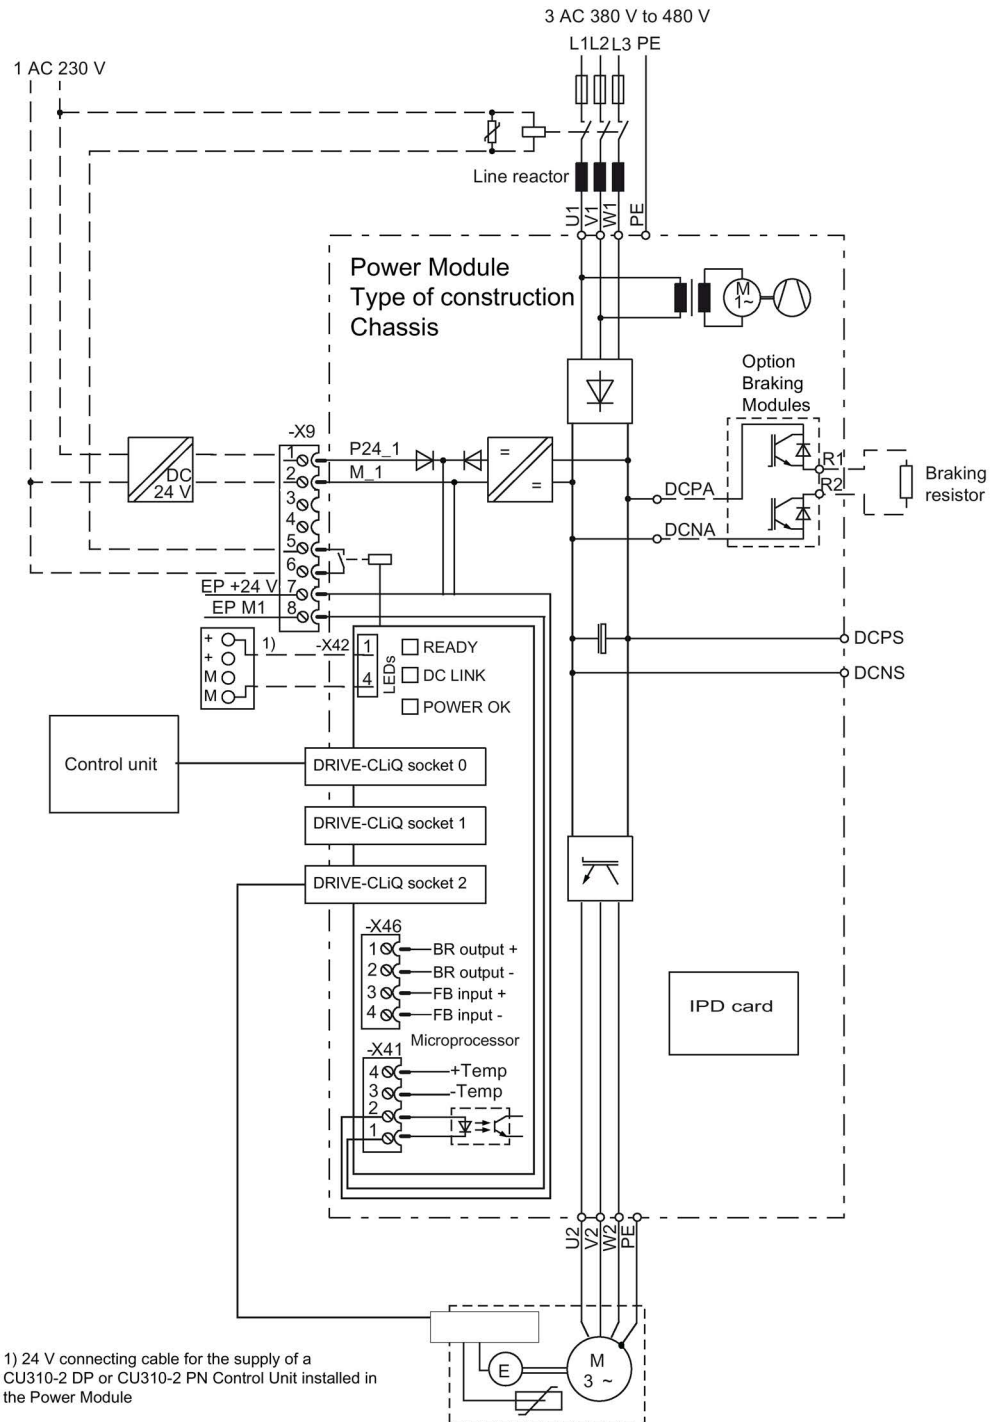 3 AC 380 V to 480 V
L1 L2 L3 PE
1 AC 230 V
Line reactor
U1
V1
W1
PE
Power Module
Type of construction
Chassis
M
1~
Option
Braking
Modules
-X9
P24_1
M_1
1
2
3
4
5
6
7
8
DC
24 V
=
=
DCPA
DCNA
R1
R2
Braking
resistor
EP +24 V
EP M1
+
+
M
M
1)
-X42
1
4
LEDs
READY
DC LINK
POWER OK
DCPS
DCNS
Control unit
DRIVE-CLiQ socket 0
DRIVE-CLiQ socket 1
DRIVE-CLiQ socket 2
-X46
1 BR output +
2 BR output -
3 FB input +
4 FB input -
Microprocessor
-X41
4 +Temp
3 -Temp
2
1
IPD card
U2
V2
W2
PE
E
M
3 ~
1) 24 V connecting cable for the supply of a
CU310-2 DP or CU310-2 PN Control Unit installed in
the Power Module